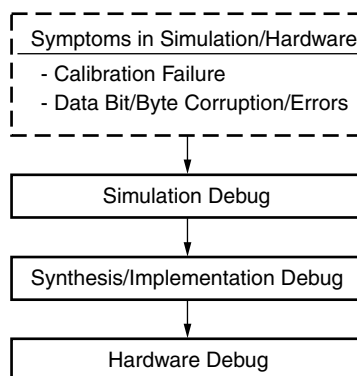 Symptoms in Simulation/Hardware
- Calibration Failure
- Data Bit/Byte Corruption/Errors
Simulation Debug
Synthesis/Implementation Debug
Hardware Debug